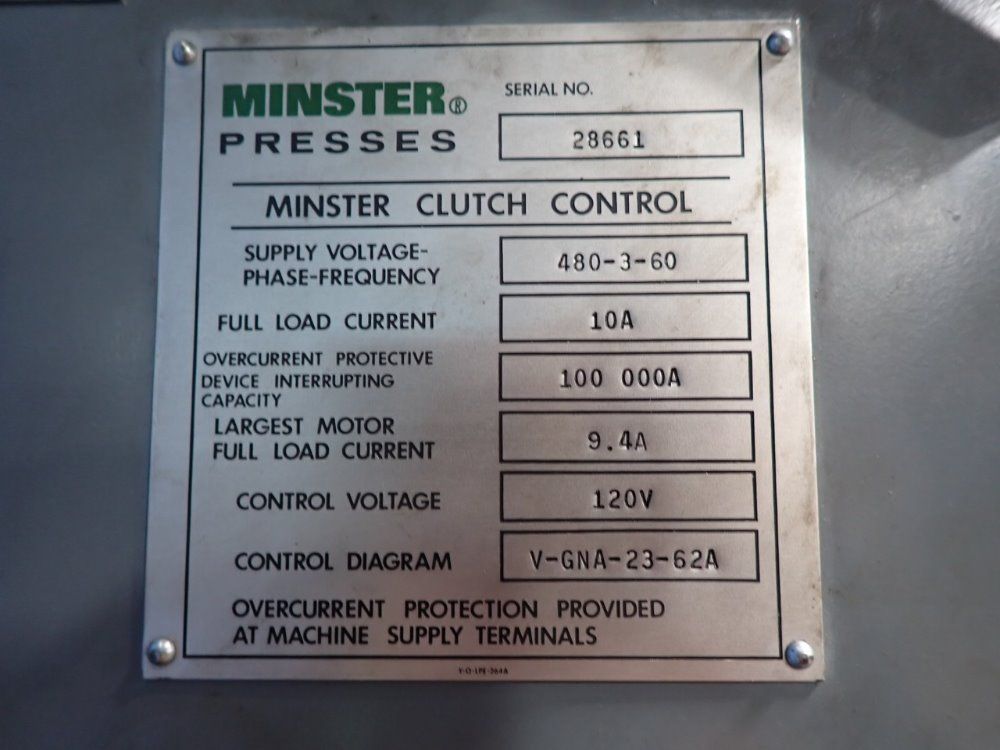 MINSTER®
PRESSES
SERIAL NO.
28661
MINSTER CLUTCH CONTROL
SUPPLY VOLTAGE-
PHASE-FREQUENCY
480-3-60
FULL LOAD CURRENT
10A
OVERCURRENT PROTECTIVE
DEVICE INTERRUPTING
CAPACITY
100 000A
LARGEST MOTOR
FULL LOAD CURRENT
9.4A
CONTROL VOLTAGE
120V
CONTROL DIAGRAM
V-GNA-23-62A
OVERCURRENT PROTECTION PROVIDED
AT MACHINE SUPPLY TERMINALS